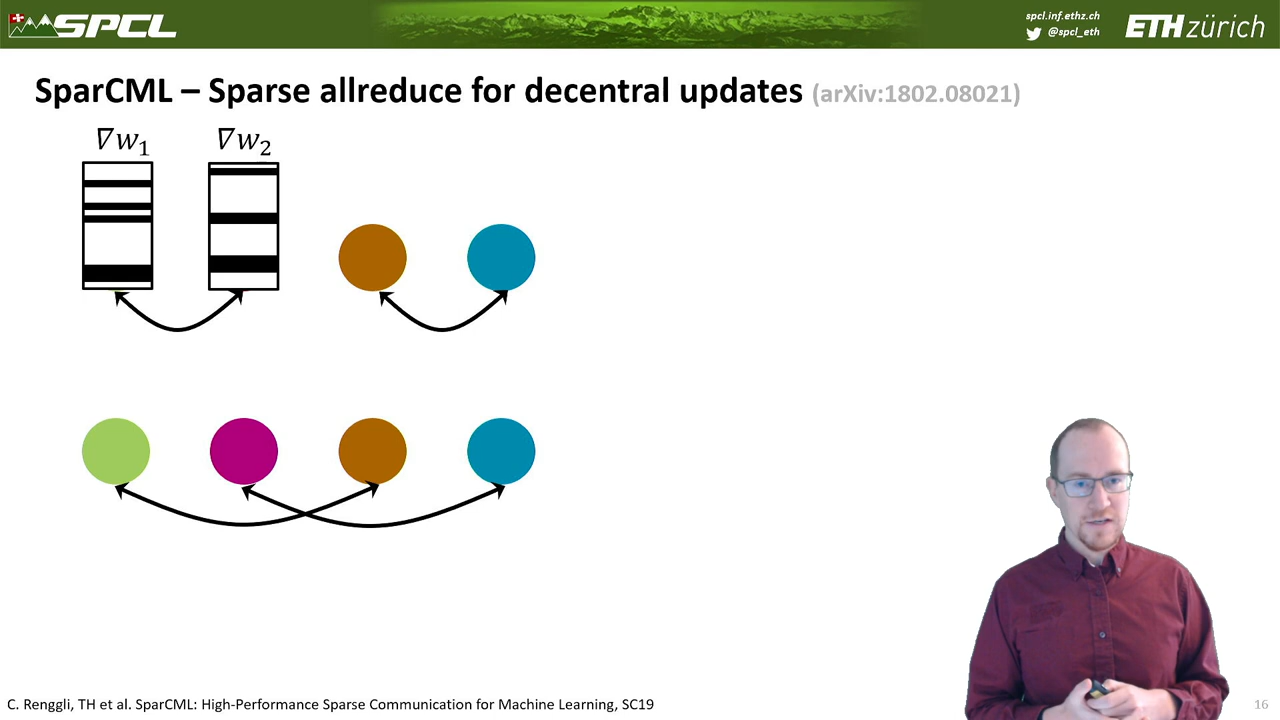 SPCL
spcl.inf.ethz.ch
@spcl_eth
ETH zürich
SparCML – Sparse allreduce for decentral updates (arXiv:1802.08021)
∇w₁ ∇w₂
C. Renggli, TH et al. SparCML: High-Performance Sparse Communication for Machine Learning, SC19
16